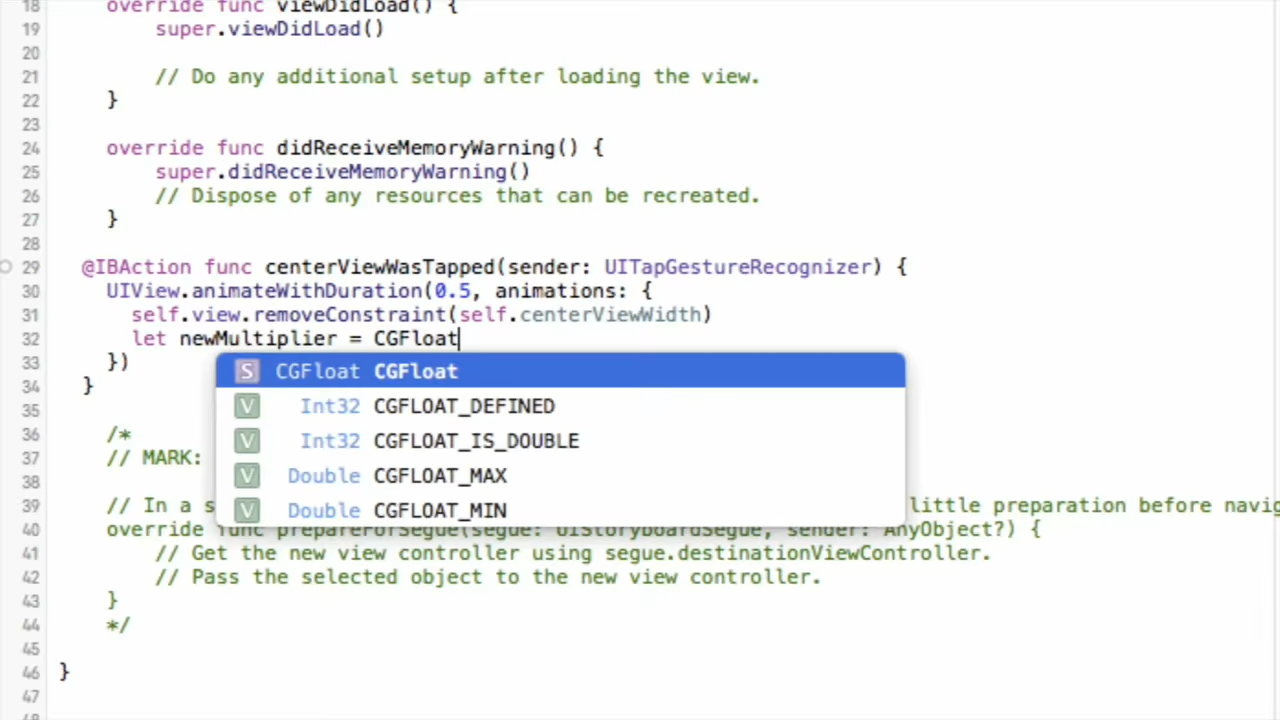 18 override func viewDidLoad() {
19 super.viewDidLoad()
20
21 // Do any additional setup after loading the view.
22 }
23
24 override func didReceiveMemoryWarning() {
25 super.didReceiveMemoryWarning()
26 // Dispose of any resources that can be recreated.
27 }
28
29 @IBAction func centerViewWasTapped(sender: UITapGestureRecognizer) {
30 UIView.animateWithDuration(0.5, animations: {
31 self.view.removeConstraint(self.centerViewWidth)
32 let newMultiplier = CGFloat
33 })
S CGFloat CGFloat
V Int32 CGFLOAT_DEFINED
V Int32 CGFLOAT_IS_DOUBLE
V Double CGFLOAT_MAX
V Double CGFLOAT_MIN
34 }
35
36 /*
37 // MARK:
38
39 // In a s little preparation before navig
40 override func prepareForSegue(segue: UIStoryboardSegue, sender: AnyObject?) {
41 // Get the new view controller using segue.destinationViewController.
42 // Pass the selected object to the new view controller.
43 }
44 */
45
46 }
47
48